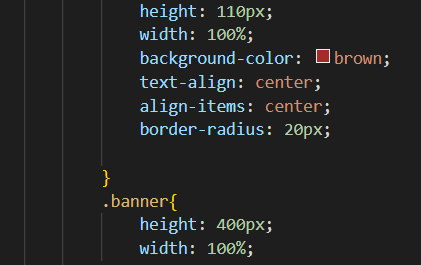 height: 110px;
width: 100%;
background-color: brown;
text-align: center;
align-items: center;
border-radius: 20px;
}
.banner{
height: 400px;
width: 100%;